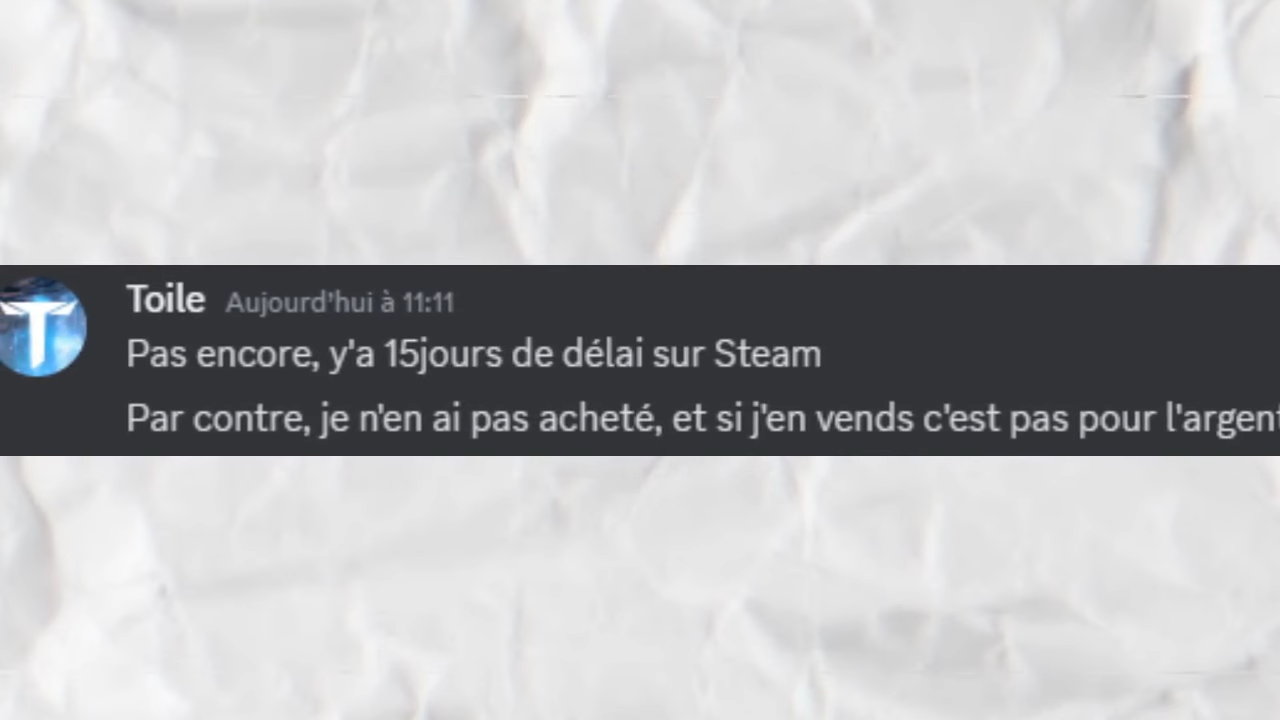 Toile Aujourd'hui à 11:11
Pas encore, y'a 15jours de délai sur Steam
Par contre, je n'en ai pas acheté, et si j'en vends c'est pas pour l'argent